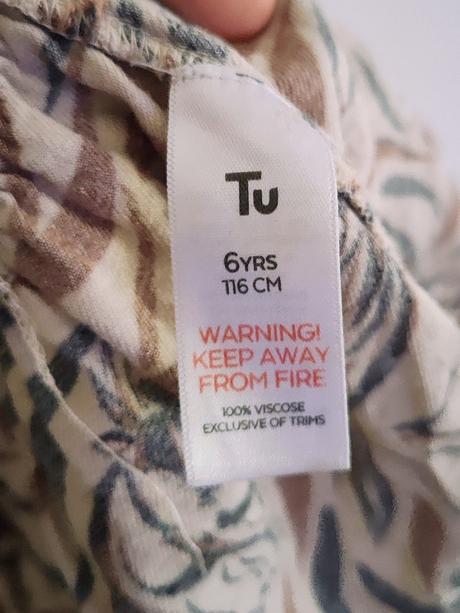 Tu
6YRS
116 CM
WARNING!
KEEP AWAY
FROM FIRE
100% VISCOSE
EXCLUSIVE OF TRIMS